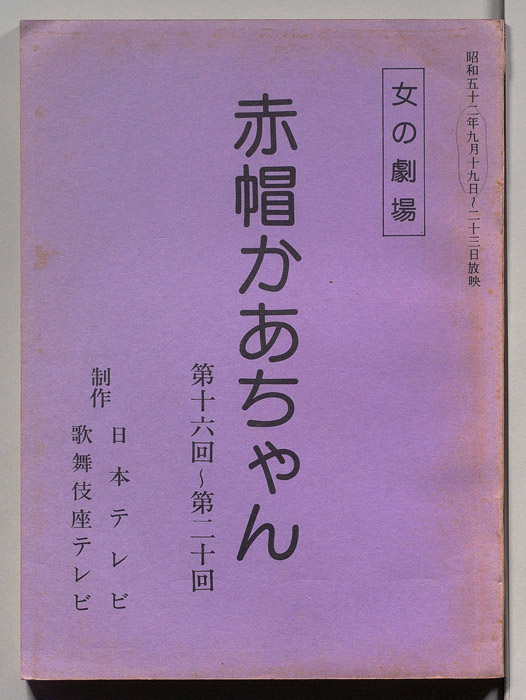 昭和五十二年九月十九日～二十三日放映
女の劇場
赤帽かあちゃん
第十六回～第二十回
制作
日本テレビ
歌舞伎座テレビ